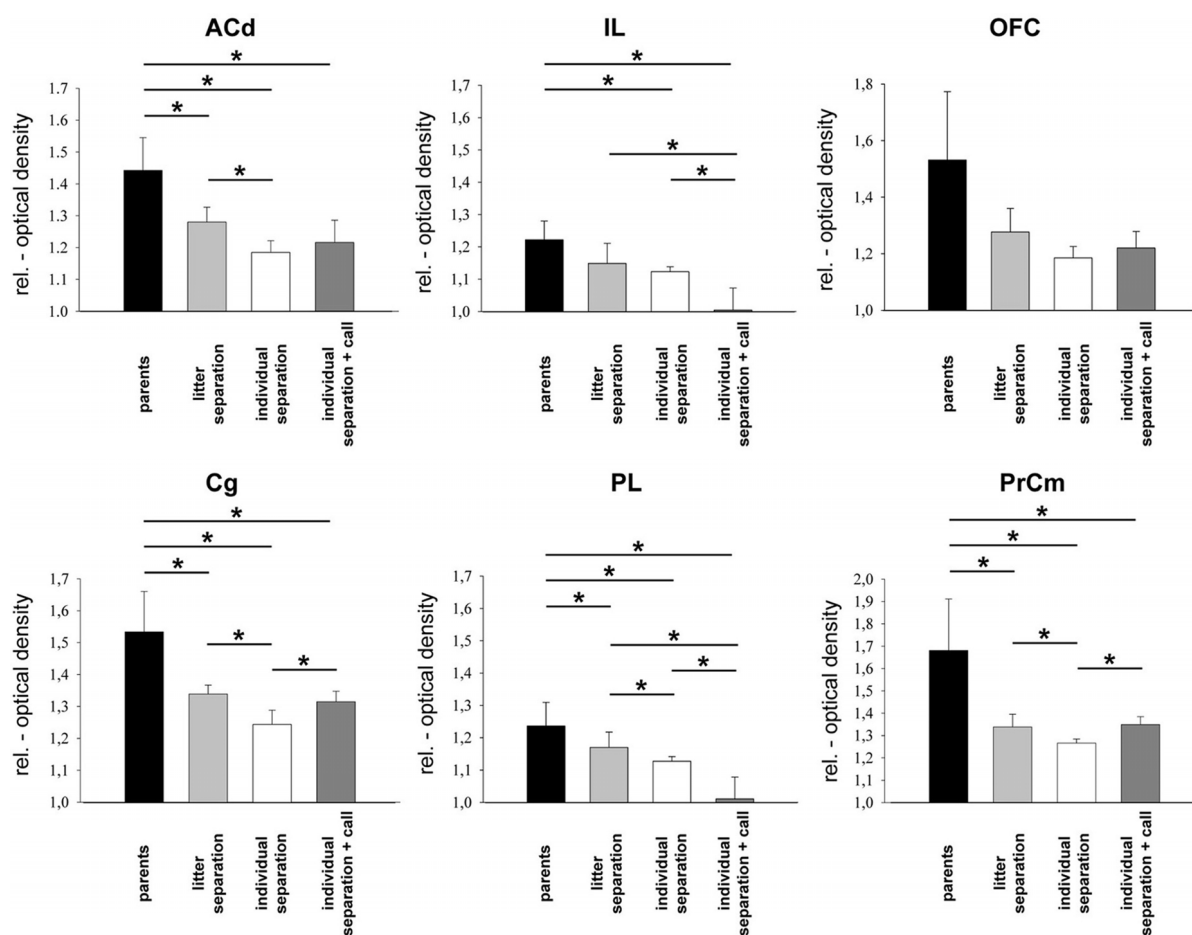 ACd
*
*
*
*
rel. - optical density
1.7
1.6
1.5
1.4
1.3
1.2
1.1
1.0
parents
litter
separation
individual
separation
individual
separation + call
IL
*
*
*
*
rel. - optical density
1,7
1,6
1,5
1,4
1,3
1,2
1,1
1,0
parents
litter
separation
individual
separation
individual
separation + call
OFC
rel. - optical density
1,8
1,6
1,4
1,2
1,0
parents
litter
separation
individual
separation
individual
separation + call
Cg
*
*
*
*
*
rel. - optical density
1,7
1,6
1,5
1,4
1,3
1,2
1,1
1,0
parents
litter
separation
individual
separation
individual
separation + call
PL
*
*
*
*
*
*
rel. - optical density
1,7
1,6
1,5
1,4
1,3
1,2
1,1
1,0
parents
litter
separation
individual
separation
individual
separation + call
PrCm
*
*
*
*
*
rel. - optical density
2,0
1,9
1,8
1,7
1,6
1,5
1,4
1,3
1,2
1,1
1,0
parents
litter
separation
individual
separation
individual
separation + call